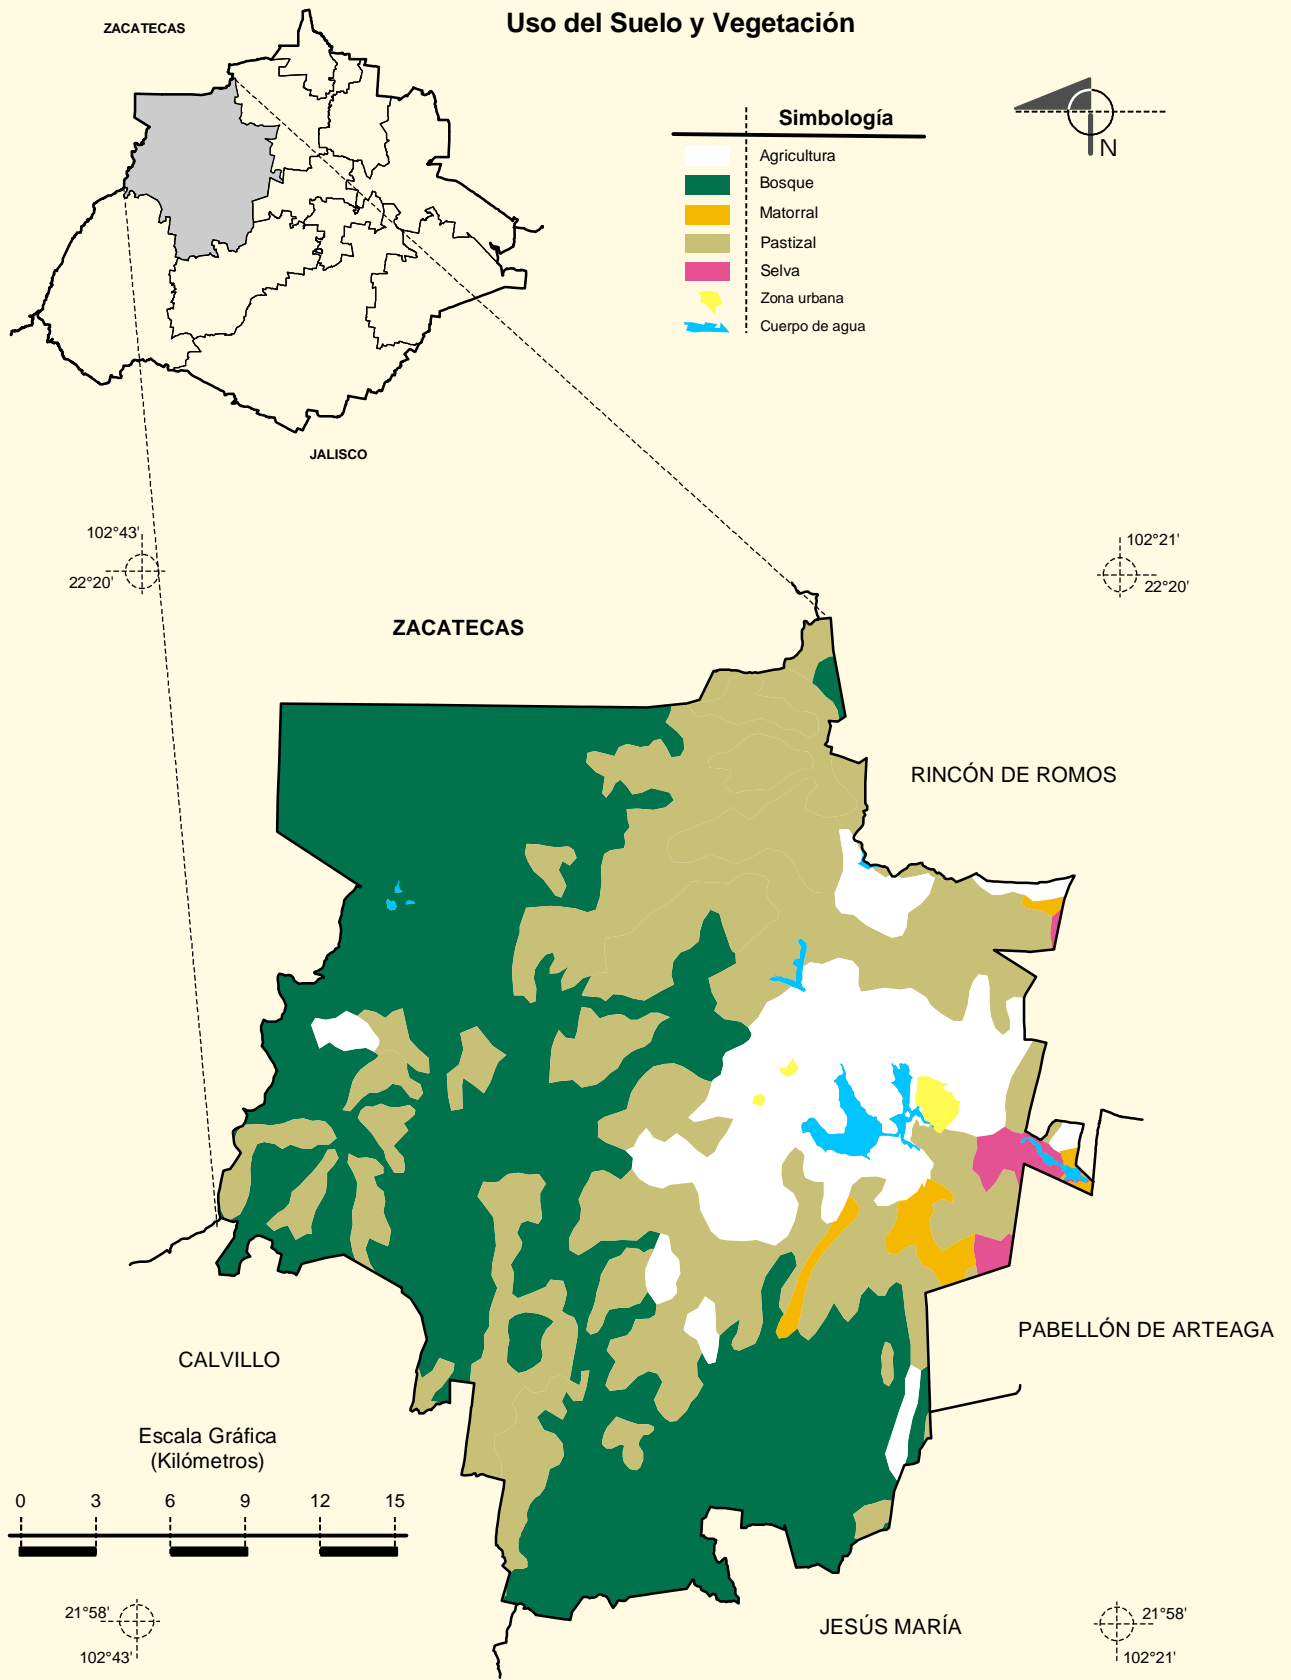 Uso del Suelo y Vegetación
ZACATECAS
Simbología
Agricultura
Bosque
Matorral
Pastizal
Selva
Zona urbana
Cuerpo de agua
N
JALISCO
102°43'
22°20'
102°21'
22°20'
ZACATECAS
RINCÓN DE ROMOS
PABELLÓN DE ARTEAGA
CALVILLO
Escala Gráfica
(Kilómetros)
0 3 6 9 12 15
JESÚS MARÍA
21°58'
102°43'
21°58'
102°21'